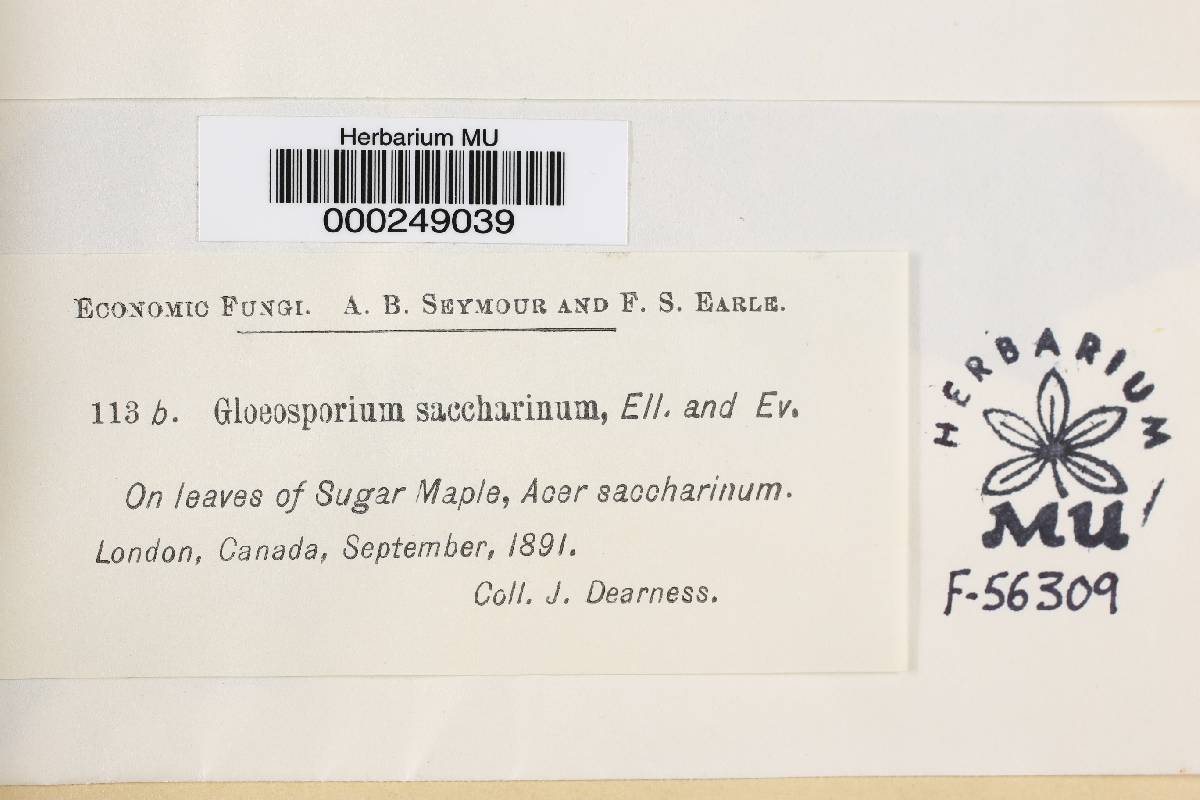 Herbarium MU
000249039
Economic Fungi. A. B. Seymour and F. S. Earle.
113 b. Gloeosporium saccharinum, Ell. and Ev.
On leaves of Sugar Maple, Acer saccharinum.
London, Canada, September, 1891.
Coll. J. Dearness.
HERBARIUM
MU
F-56309